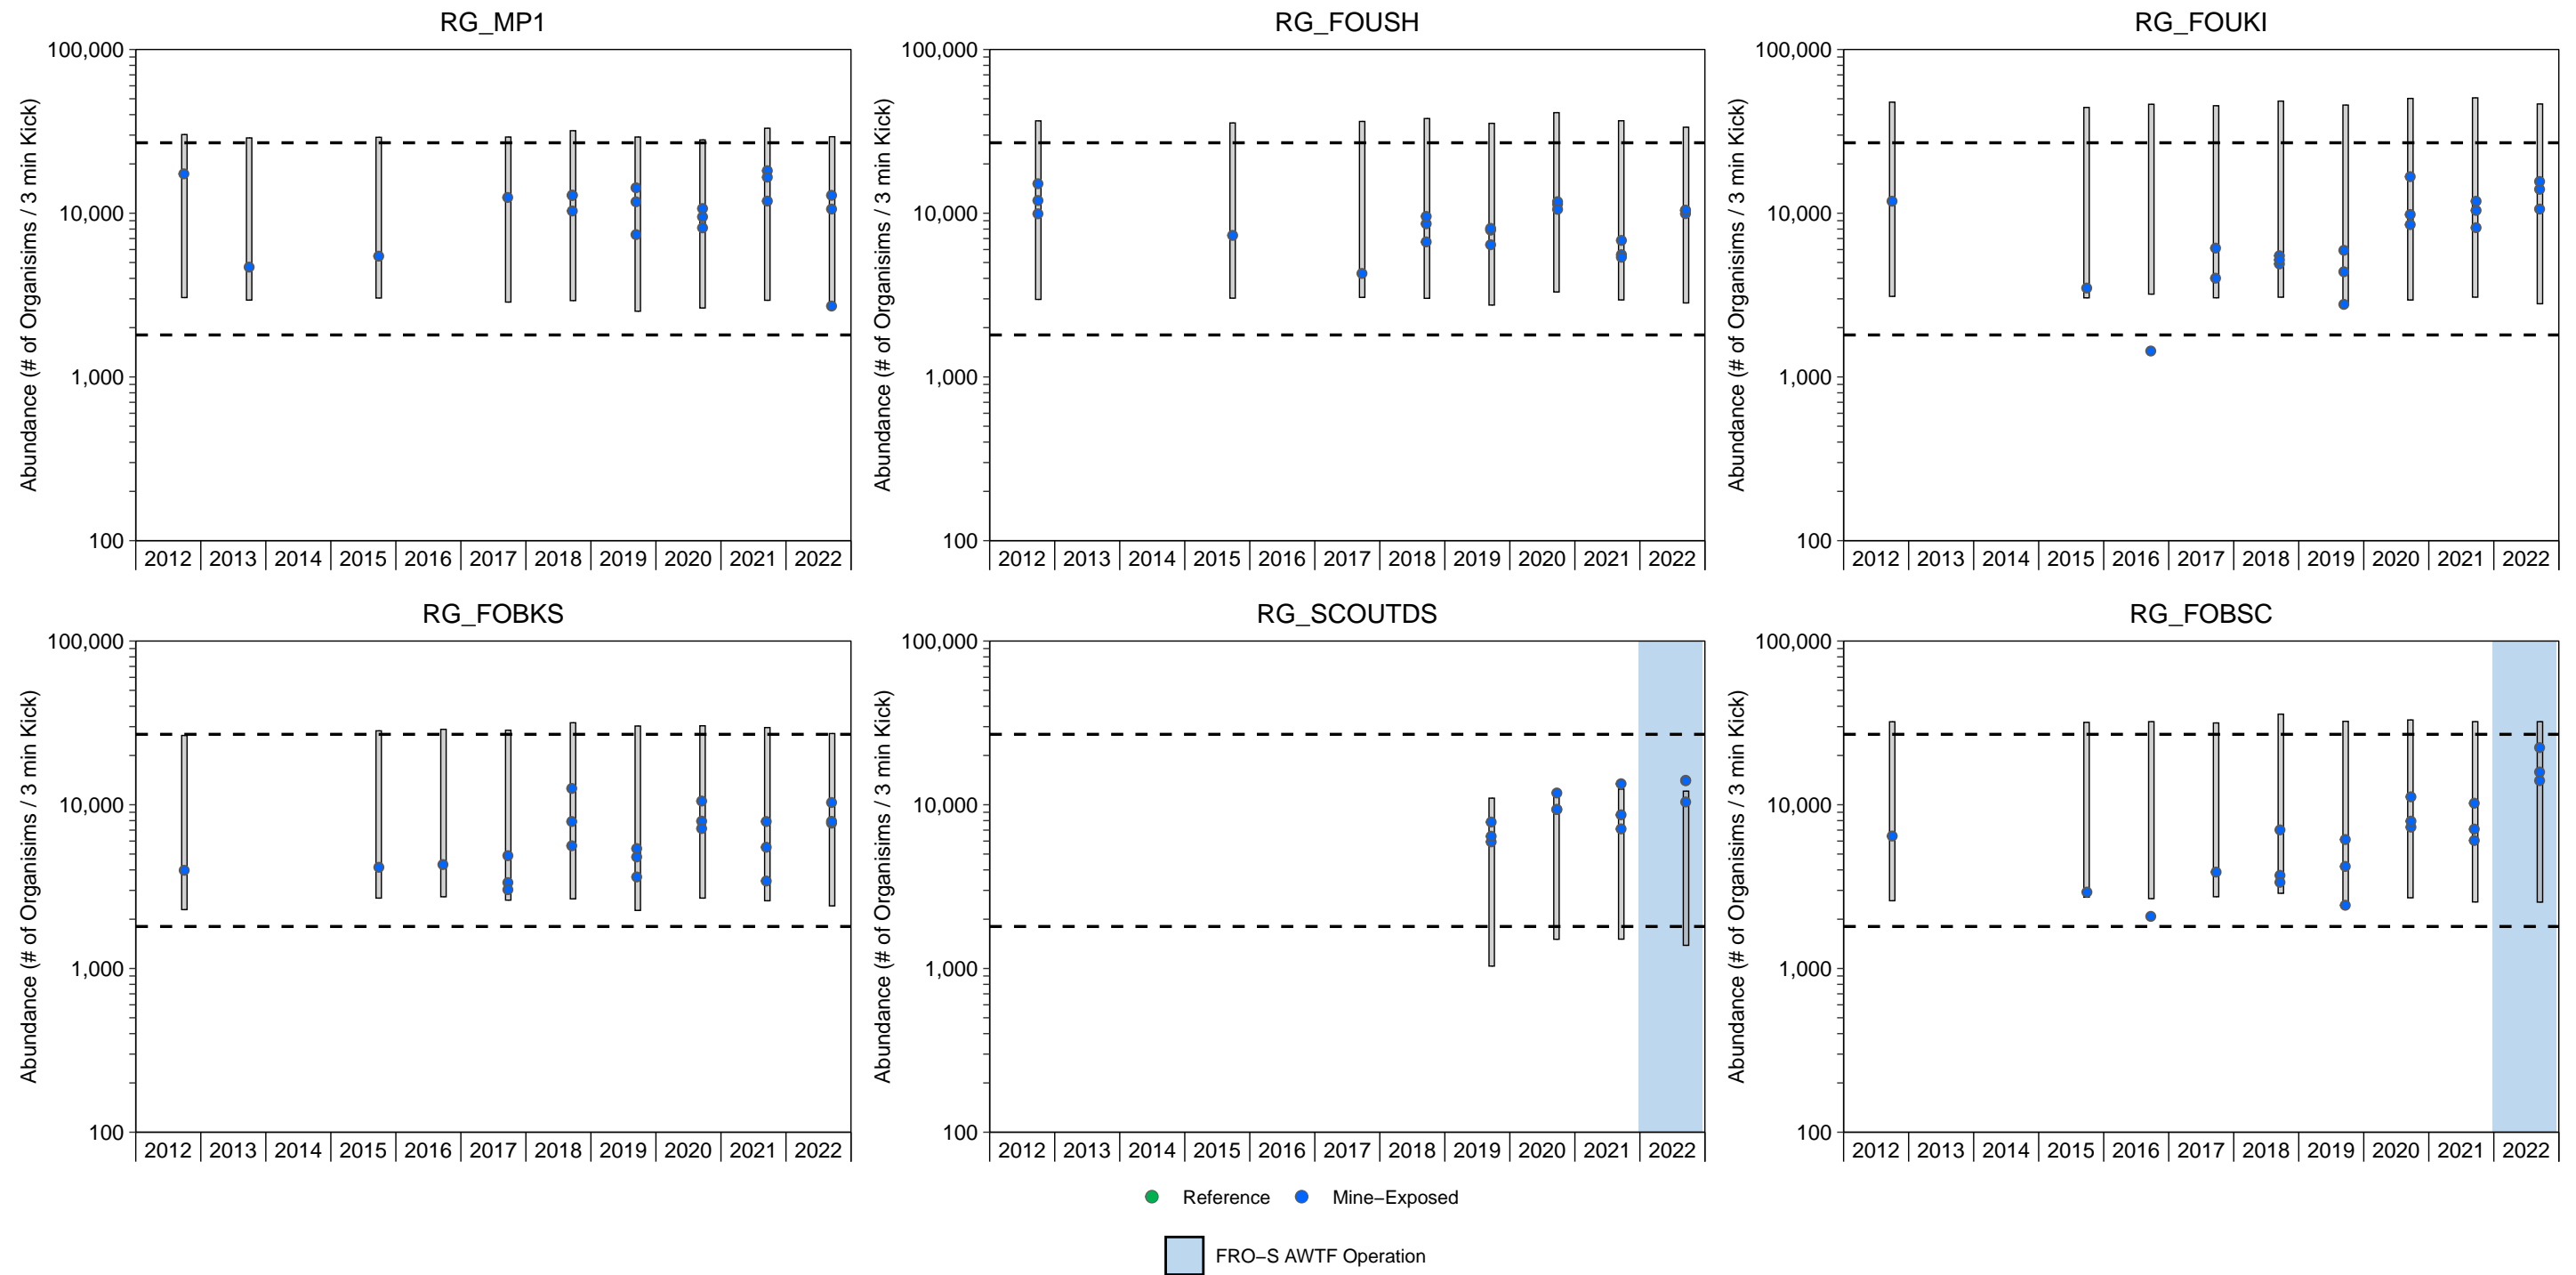 RG_MP1
RG_FOUSH
RG_FOUKI
Abundance (# of Organisims / 3 min Kick)
100,000
10,000
1,000
100
2012 2013 2014 2015 2016 2017 2018 2019 2020 2021 2022
Abundance (# of Organisims / 3 min Kick)
100,000
10,000
1,000
100
2012 2013 2014 2015 2016 2017 2018 2019 2020 2021 2022
Abundance (# of Organisims / 3 min Kick)
100,000
10,000
1,000
100
2012 2013 2014 2015 2016 2017 2018 2019 2020 2021 2022
RG_FOBKS
RG_SCOUTDS
RG_FOBSC
Abundance (# of Organisims / 3 min Kick)
100,000
10,000
1,000
100
2012 2013 2014 2015 2016 2017 2018 2019 2020 2021 2022
Abundance (# of Organisims / 3 min Kick)
100,000
10,000
1,000
100
2012 2013 2014 2015 2016 2017 2018 2019 2020 2021 2022
Abundance (# of Organisims / 3 min Kick)
100,000
10,000
1,000
100
2012 2013 2014 2015 2016 2017 2018 2019 2020 2021 2022
Reference Mine−Exposed
FRO−S AWTF Operation